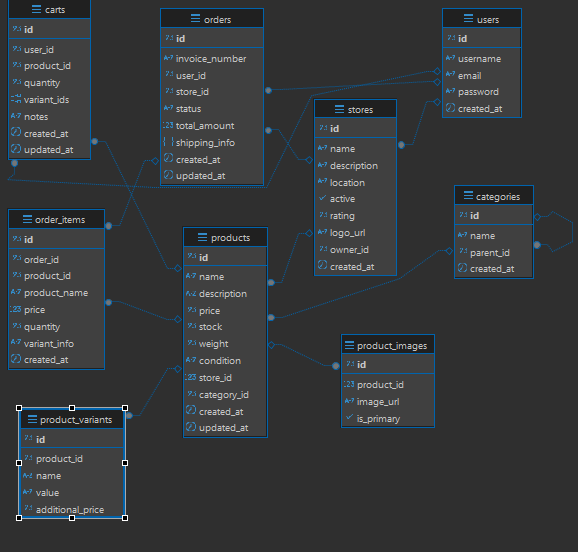 carts
id
user_id
product_id
quantity
variant_ids
notes
created_at
updated_at
orders
id
invoice_number
user_id
store_id
status
total_amount
shipping_info
created_at
updated_at
users
id
username
email
password
created_at
stores
id
name
description
location
active
rating
logo_url
owner_id
created_at
categories
id
name
parent_id
created_at
order_items
id
order_id
product_id
product_name
price
quantity
variant_info
created_at
products
id
name
description
price
stock
weight
condition
store_id
category_id
created_at
updated_at
product_images
id
product_id
image_url
is_primary
product_variants
id
product_id
name
value
additional_price